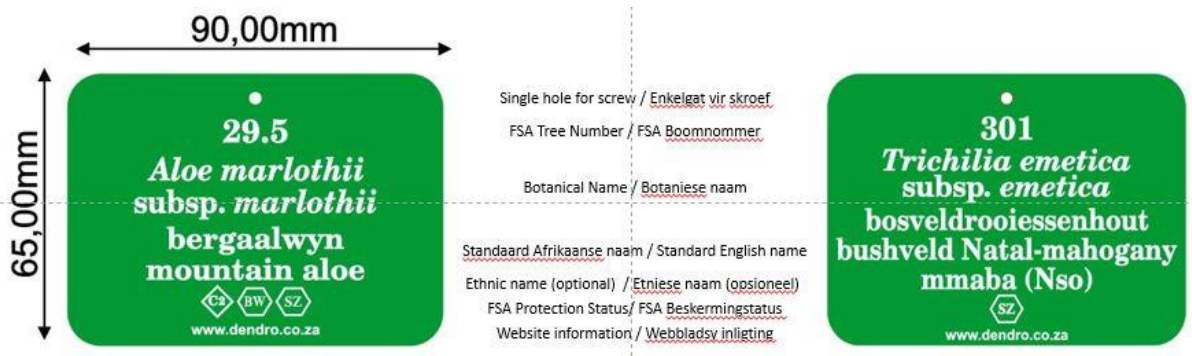 90,00mm
65,00mm
29.5
Aloe marlothii
subsp. marlothii
bergaalwyn
mountain aloe
C2 BW SZ
www.dendro.co.za
Single hole for screw / Enkelgat vir skroef
FSA Tree Number / FSA Boomnommer
Botanical Name / Botaniese naam
Standaard Afrikaanse naam / Standard English name
Ethnic name (optional) / Etniese naam (opsioneel)
FSA Protection Status/ FSA Beskermingstatus
Website information / Webbladsy inligting
301
Trichilia emetica
subsp. emetica
bosveldrooiessenhout
bushveld Natal-mahogany
mmaba (Nso)
SZ
www.dendro.co.za